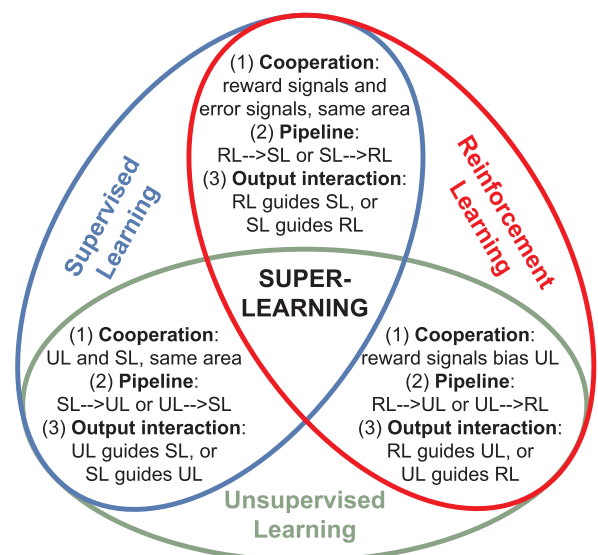 (1) Cooperation:
reward signals and
error signals, same area
(2) Pipeline:
RL-->SL or SL-->RL
(3) Output interaction:
RL guides SL, or
SL guides RL
Supervised
Learning
Reinforcement
Learning
SUPER-
LEARNING
(1) Cooperation:
UL and SL, same area
(2) Pipeline:
SL-->UL or UL-->SL
(3) Output interaction:
UL guides SL, or
SL guides UL
(1) Cooperation:
reward signals bias UL
(2) Pipeline:
RL-->UL or UL-->RL
(3) Output interaction:
RL guides UL, or
UL guides RL
Unsupervised
Learning